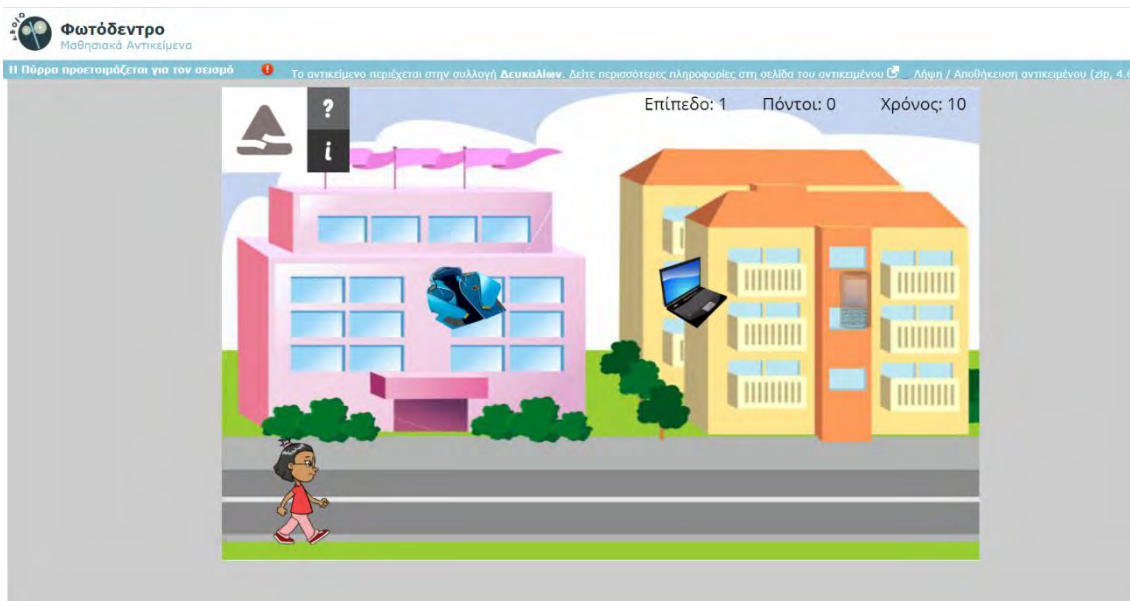 Φωτόδεντρο
Μαθησιακά Αντικείμενα
Η Πύρρα προετοιμάζεται για τον σεισμό
Το αντικείμενο περιέχεται στην συλλογή Δευκαλίων. Δείτε περισσότερες πληροφορίες στη σελίδα του αντικειμένου
Λήψη / Αποθήκευση αντικειμένου (zip, 4.6
?
i
Επίπεδο: 1 Πόντοι: 0 Χρόνος: 10